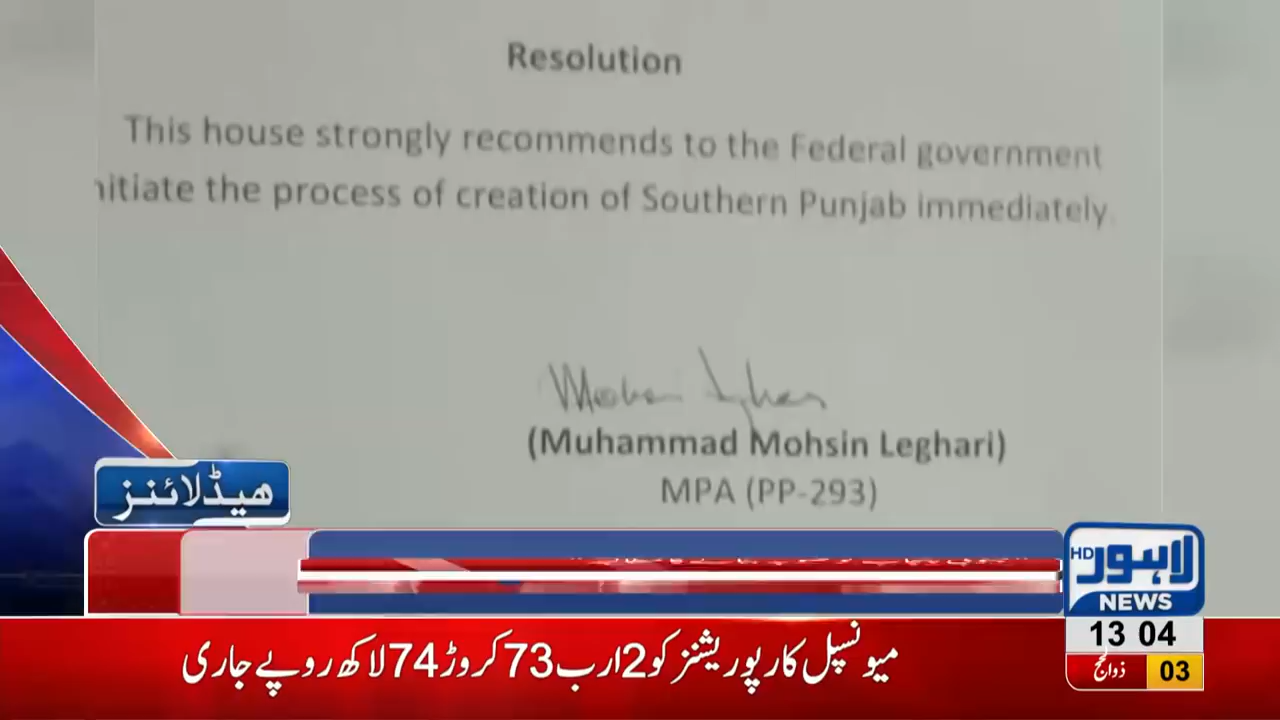 Resolution
This house strongly recommends to the Federal government
nitiate the process of creation of Southern Punjab immediately.
(Muhammad Mohsin Leghari)
MPA (PP-293)
ہیڈلائنز
HD لاہور
NEWS
13 04
ذوالحج 03
میونسپل کارپوریشنز کو 2 ارب 73 کروڑ 74 لاکھ روپے جاری